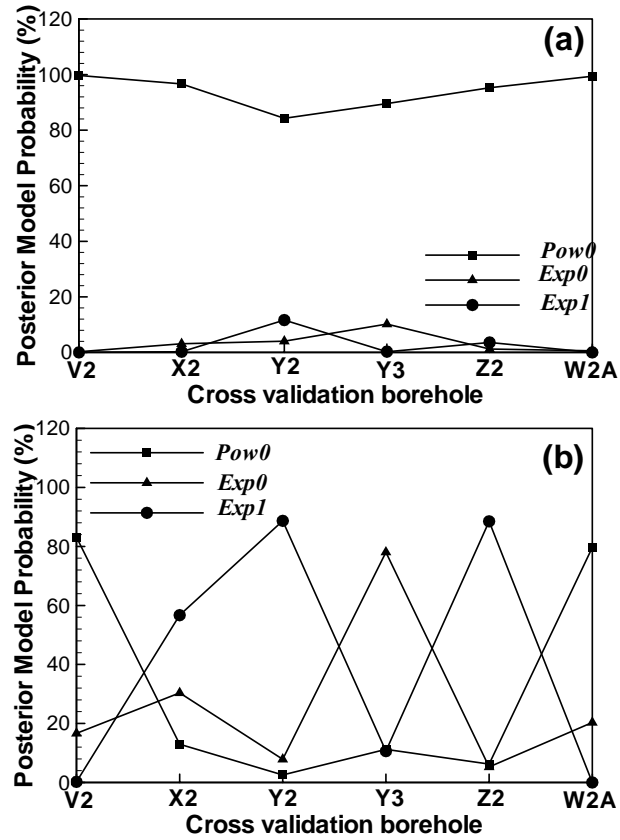 (a)
Posterior Model Probability (%)
120
100
80
60
40
20
0
Pow0
Exp0
Exp1
V2 X2 Y2 Y3 Z2 W2A
Cross validation borehole
(b)
Posterior Model Probability (%)
120
100
80
60
40
20
0
Pow0
Exp0
Exp1
V2 X2 Y2 Y3 Z2 W2A
Cross validation borehole